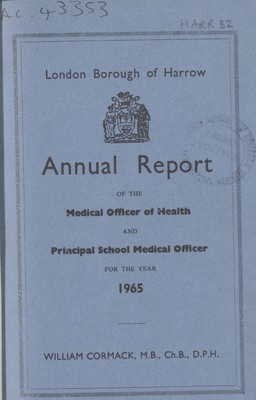 AC. 43353
HARR 32
London Borough of Harrow
Annual Report
OF THE
Medical Officer of Health
AND
Principal School Medical Officer
FOR THE YEAR
1965
WILLIAM CORMACK, M.B., Ch.B., D.P.H.